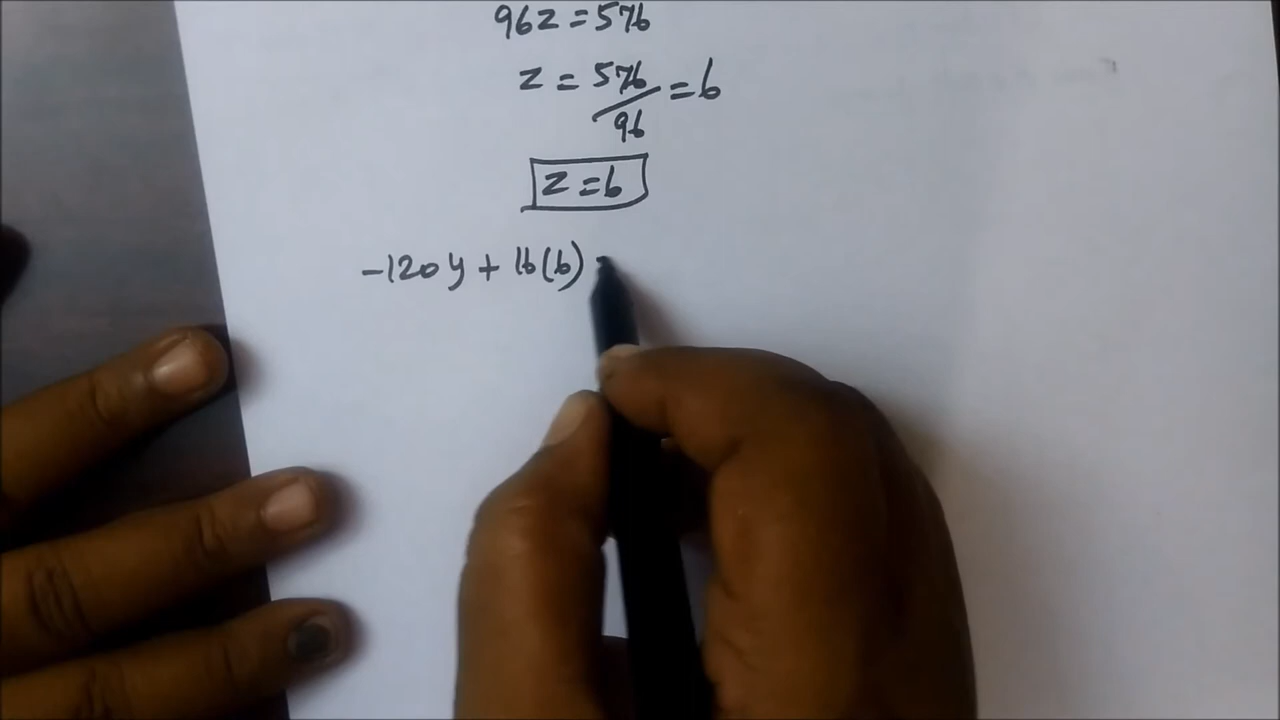 96z = 576
z = 576/96 = 6
z = 6
-120y + 16(6) =